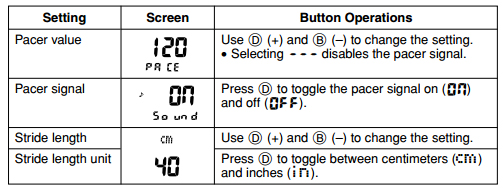 Setting Screen Button Operations
Pacer value 120 PACE Use Ⓓ (+) and Ⓑ (–) to change the setting.
• Selecting - - - disables the pacer signal.
Pacer signal ♪ ON Sound Press Ⓓ to toggle the pacer signal on (ON)
and off (OFF).
Stride length cm Use Ⓓ (+) and Ⓑ (–) to change the setting.
Stride length unit 40 Press Ⓓ to toggle between centimeters (cm)
and inches (in).